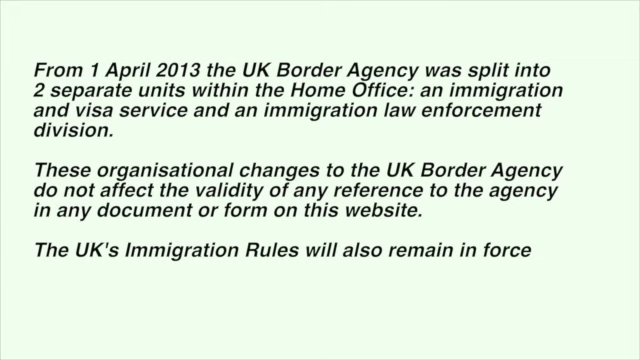 From 1 April 2013 the UK Border Agency was split into
2 separate units within the Home Office: an immigration
and visa service and an immigration law enforcement
division.
These organisational changes to the UK Border Agency
do not affect the validity of any reference to the agency
in any document or form on this website.
The UK's Immigration Rules will also remain in force